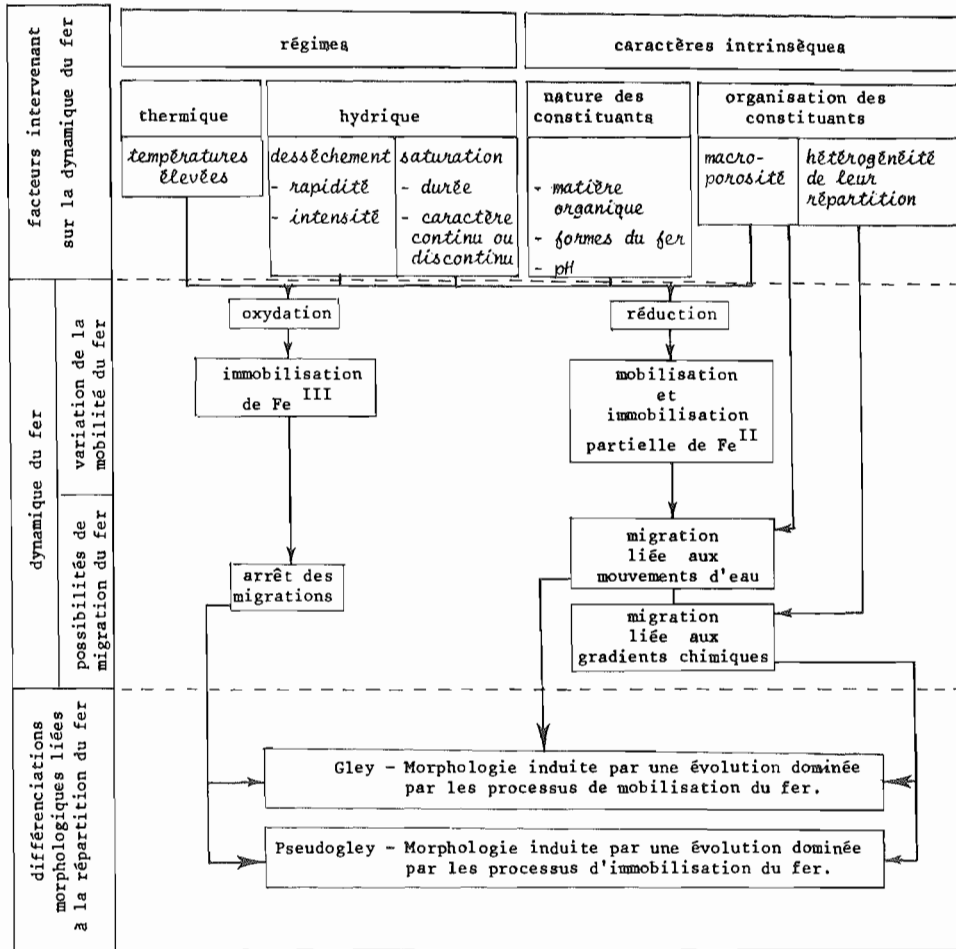 facteurs intervenant
sur la dynamique du fer
régimes
caractères intrinsèques
thermique
hydrique
nature des
constituants
organisation des
constituants
températures
élevées
dessèchement
- rapidité
- intensité
saturation
- durée
- caractère
continu ou
discontinu
- matière
organique
- formes du fer
- pH
macro-
porosité
hétérogénéité
de leur
répartition
dynamique du fer
variation de la
mobilité du fer
oxydation
réduction
immobilisation
de Fe III
mobilisation
et
immobilisation
partielle de Fe II
possibilités de
migration du fer
arrêt des
migrations
migration
liée aux
mouvements d'eau
migration
liée aux
gradients chimiques
différenciations
morphologiques liées
à la répartition du fer
Gley - Morphologie induite par une évolution dominée
par les processus de mobilisation du fer.
Pseudogley - Morphologie induite par une évolution dominée
par les processus d'immobilisation du fer.